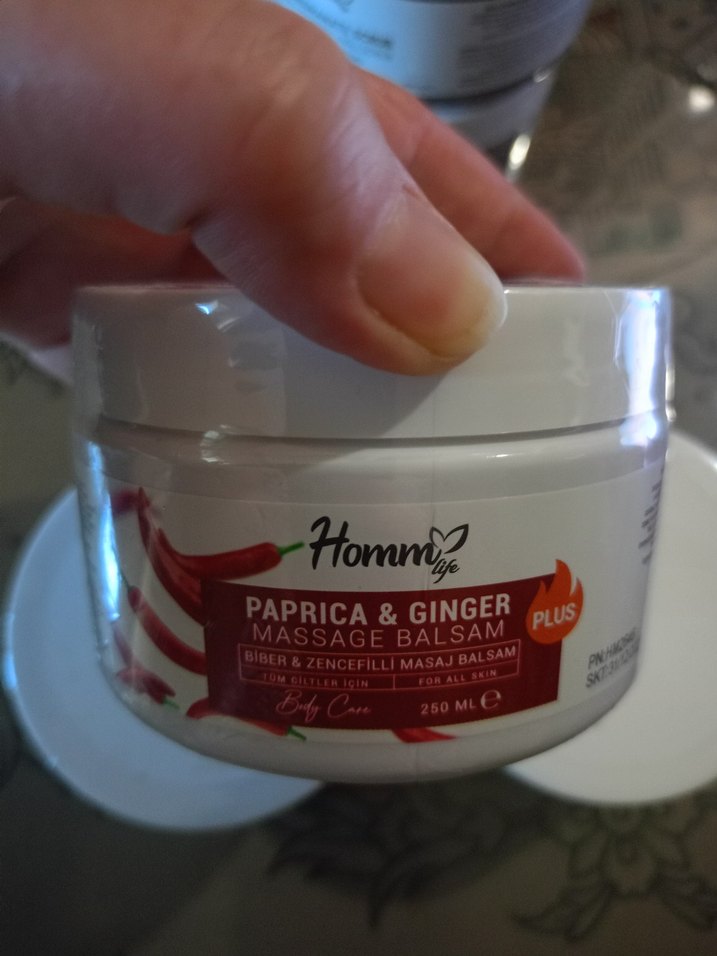 Homm
life
PAPRICA & GINGER
MASSAGE BALSAM
PLUS
BİBER & ZENCEFİLLİ MASAJ BALSAM
TÜM CİLTLER İÇİN
FOR ALL SKIN
Body Care
250 ML ℮